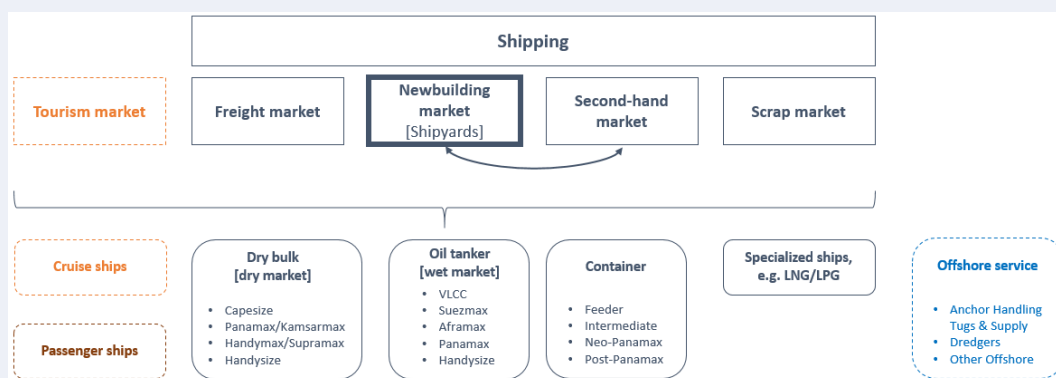 Shipping
Tourism market
Freight market
Newbuilding
market
[Shipyards]
Second-hand
market
Scrap market
Cruise ships
Passenger ships
Dry bulk
[dry market]
• Capesize
• Panamax/Kamsarmax
• Handymax/Supramax
• Handysize
Oil tanker
[wet market]
• VLCC
• Suezmax
• Aframax
• Panamax
• Handysize
Container
• Feeder
• Intermediate
• Neo-Panamax
• Post-Panamax
Specialized ships,
e.g. LNG/LPG
Offshore service
• Anchor Handling
Tugs & Supply
• Dredgers
• Other Offshore